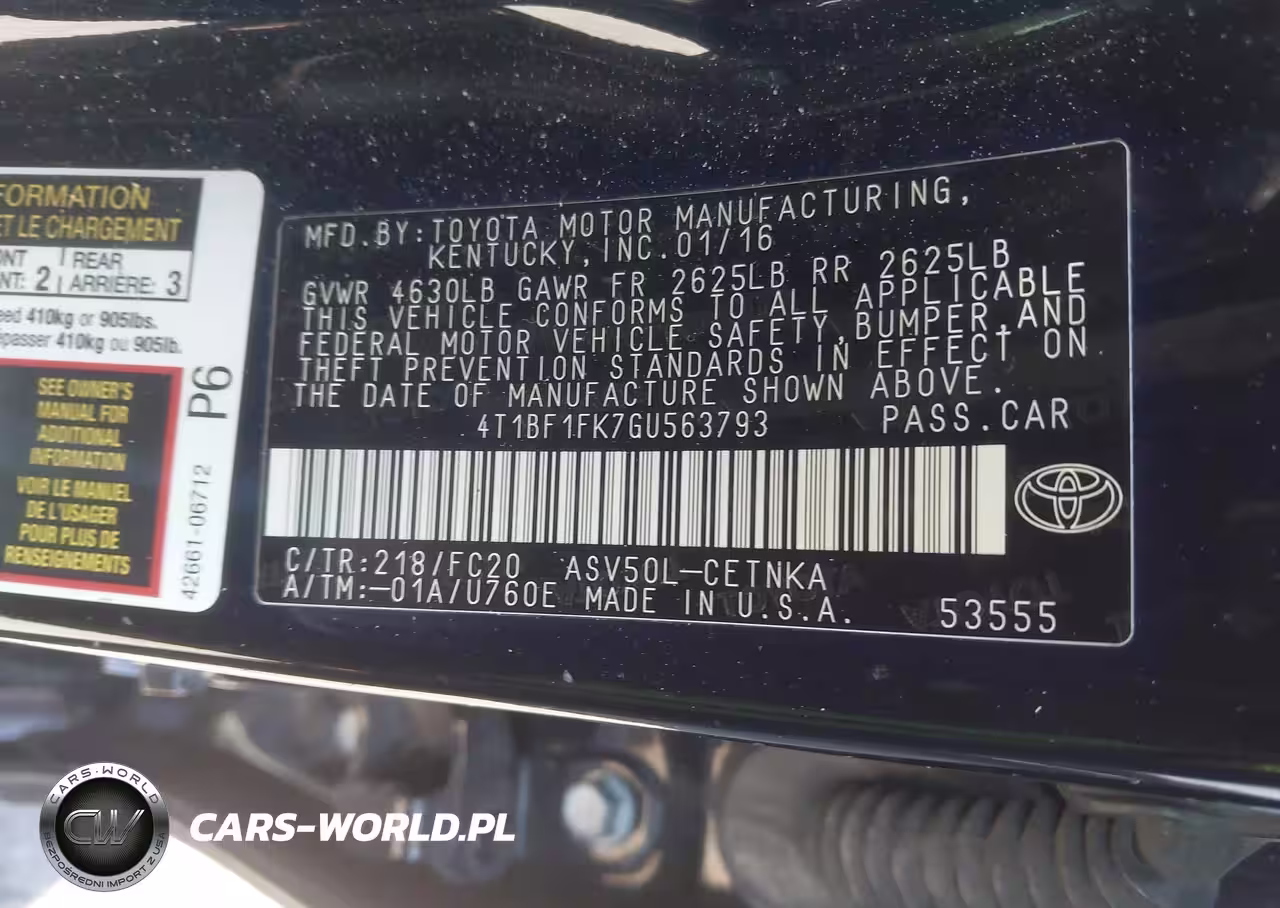 FORMATION
ET LE CHARGEMENT
REAR
2 ARRIÈRE: 3
410kg or 905lbs.
410kg ou 905lb.
SEE OWNER'S
MANUAL FOR
ADDITIONAL
INFORMATION
VOIR LE MANUEL
DE L'USAGER
POUR PLUS DE
RENSEIGNEMENTS
P6
42661-06712
MFD.BY:TOYOTA MOTOR MANUFACTURING,
KENTUCKY,INC.01/16
GVWR 4630LB GAWR FR 2625LB RR 2625LB
THIS VEHICLE CONFORMS TO ALL APPLICABLE
FEDERAL MOTOR VEHICLE SAFETY,BUMPER,AND
THEFT PREVENTION STANDARDS IN EFFECT ON
THE DATE OF MANUFACTURE SHOWN ABOVE.
4T1BF1FK7GU563793 PASS.CAR
C/TR:218/FC20 ASV50L-CETNKA
A/TM:-01A/U760E MADE IN U.S.A. 53555
CARS-WORLD
CW
BEZPOŚREDNI IMPORT Z USA
CARS-WORLD.PL